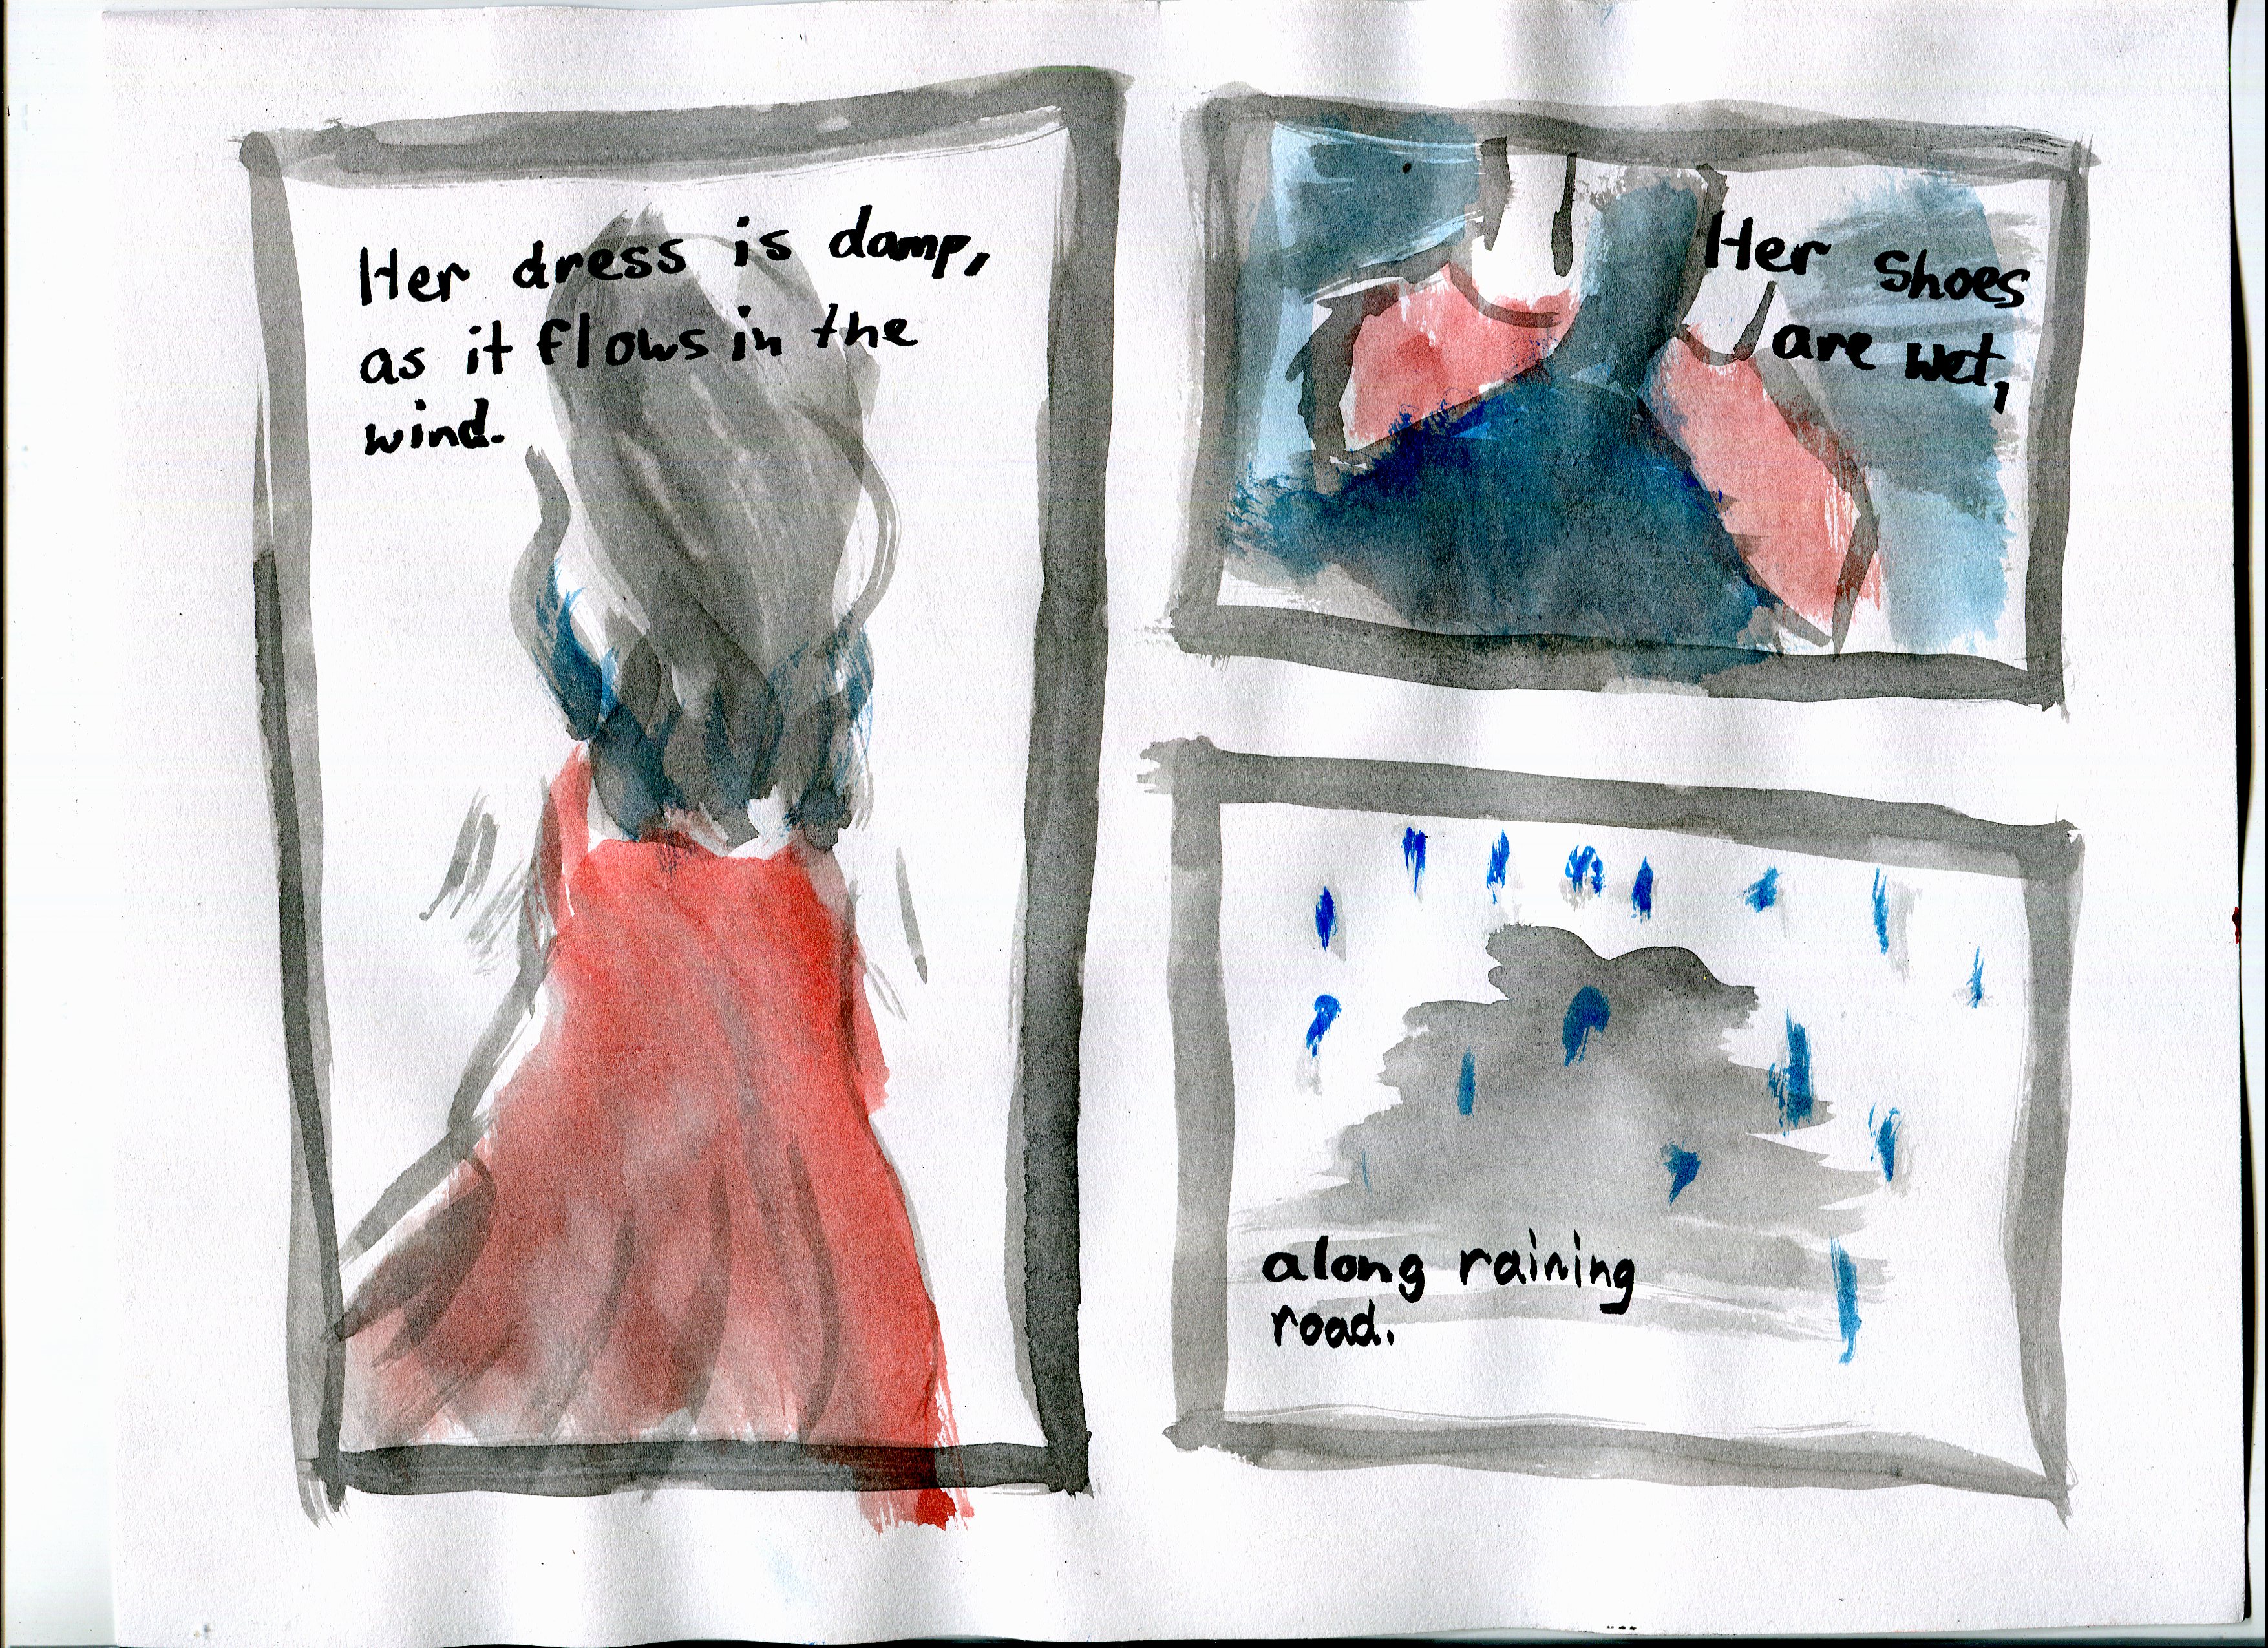 Her dress is damp,
as it flows in the
wind.
Her shoes
are wet,
along raining
road.